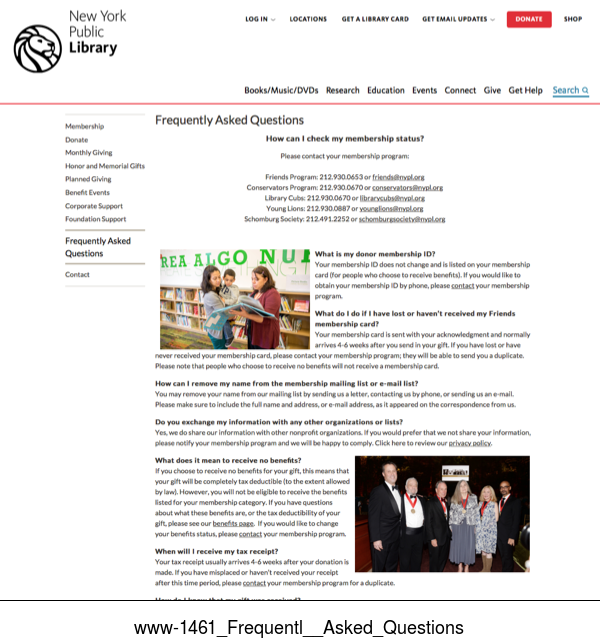 New York
Public
Library
LOG IN LOCATIONS GET A LIBRARY CARD GET EMAIL UPDATES DONATE SHOP
Books/Music/DVDs Research Education Events Connect Give Get Help Search
Membership
Donate
Monthly Giving
Honor and Memorial Gifts
Planned Giving
Benefit Events
Corporate Support
Foundation Support
Frequently Asked
Questions
Contact
Frequently Asked Questions
How can I check my membership status?
Please contact your membership program:
Friends Program: 212.930.0653 or friends@nypl.org
Conservators Program: 212.930.0670 or conservators@nypl.org
Library Cubs: 212.930.0670 or librarycubs@nypl.org
Young Lions: 212.930.0887 or younglions@nypl.org
Schomburg Society: 212.491.2252 or schomburgsociety@nypl.org
REA ALGO NU
What is my donor membership ID?
Your membership ID does not change and is listed on your membership
card (for people who choose to receive benefits). If you would like to
obtain your membership ID by phone, please contact your membership
program.
What do I do if I have lost or haven't received my Friends
membership card?
Your membership card is sent with your acknowledgment and normally
arrives 4-6 weeks after you send in your gift. If you have lost or have
never received your membership card, please contact your membership program; they will be able to send you a duplicate.
Please note that people who choose to receive no benefits will not receive a membership card.
How can I remove my name from the membership mailing list or e-mail list?
You may remove your name from our mailing list by sending us a letter, contacting us by phone, or sending us an e-mail.
Please make sure to include the full name and address, or e-mail address, as it appeared on the correspondence from us.
Do you exchange my information with any other organizations or lists?
Yes, we do share our information with other nonprofit organizations. If you would prefer that we not share your information,
please notify your membership program and we will be happy to comply. Click here to review our privacy policy.
What does it mean to receive no benefits?
If you choose to receive no benefits for your gift, this means that
your gift will be completely tax deductible (to the extent allowed
by law). However, you will not be eligible to receive the benefits
listed for your membership category. If you have questions
about what these benefits are, or the tax deductibility of your
gift, please see our benefits page. If you would like to change
your benefits status, please contact your membership program.
When will I receive my tax receipt?
Your tax receipt usually arrives 4-6 weeks after your donation is
made. If you have misplaced or haven't received your receipt
after this time period, please contact your membership program for a duplicate.
www-1461_Frequentl__Asked_Questions